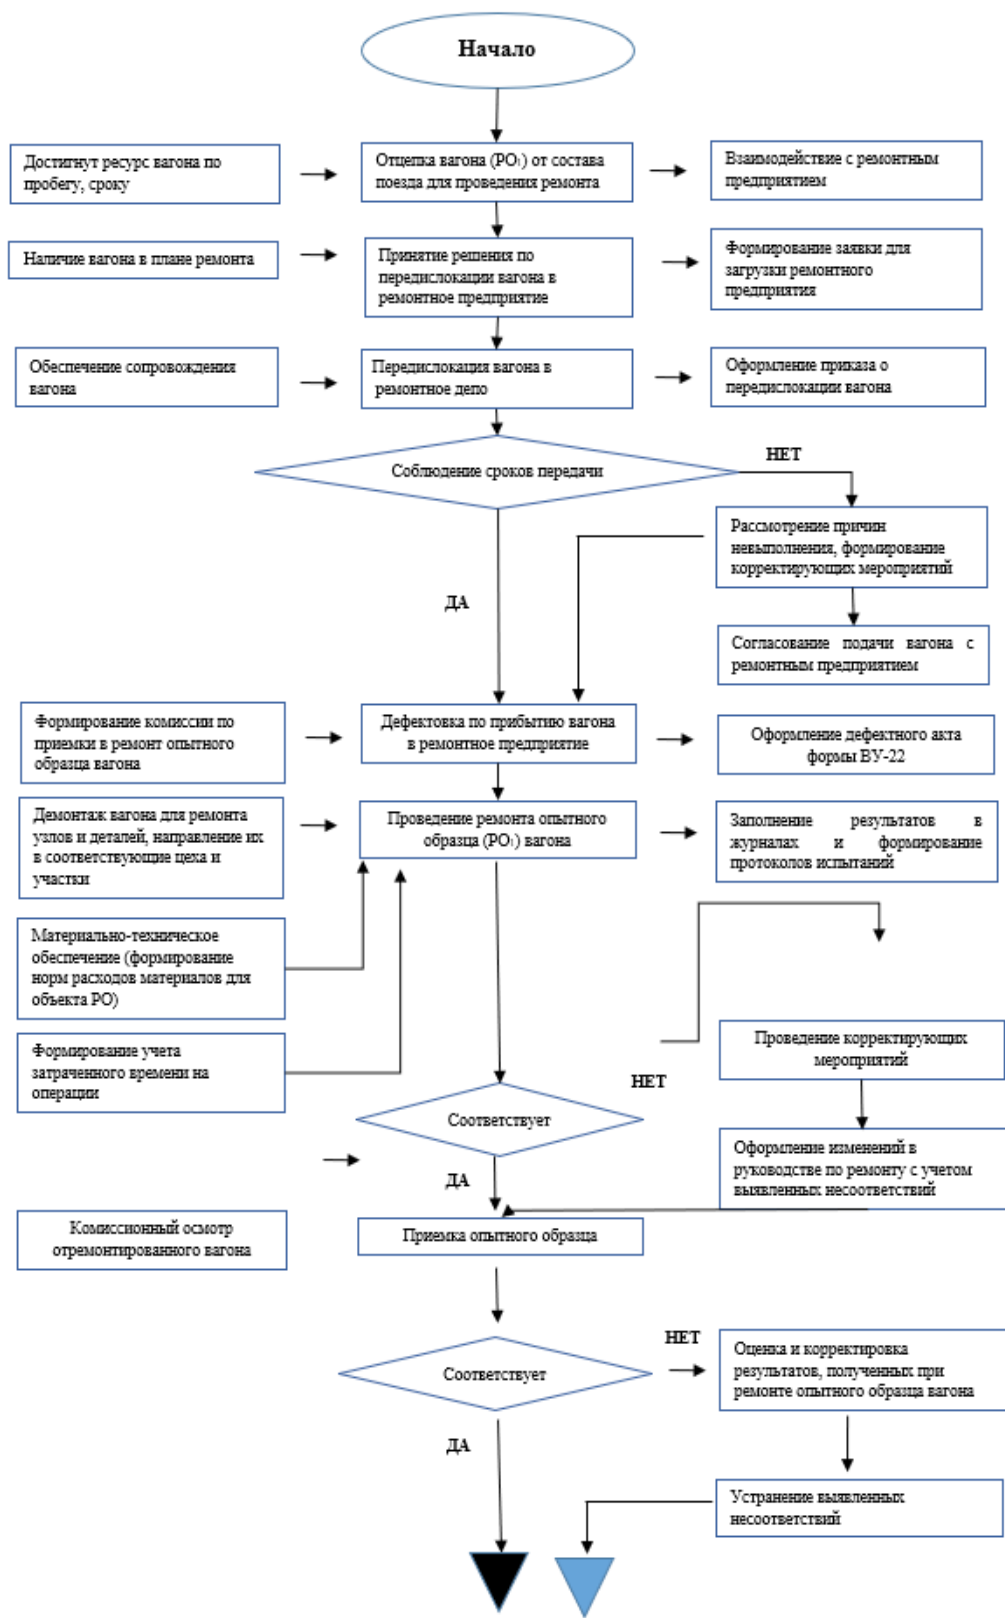 Начало
Достигнут ресурс вагона по
пробегу, сроку
Отцепка вагона (РО₁) от состава
поезда для проведения ремонта
Взаимодействие с ремонтным
предприятием
Наличие вагона в плане ремонта
Принятие решения по
передислокации вагона в
ремонтное предприятие
Формирование заявки для
загрузки ремонтного
предприятия
Обеспечение сопровождения
вагона
Передислокация вагона в
ремонтное депо
Оформление приказа о
передислокации вагона
Соблюдение сроков передачи
НЕТ
Рассмотрение причин
невыполнения, формирование
корректирующих мероприятий
ДА
Согласование подачи вагона с
ремонтным предприятием
Формирование комиссии по
приемки в ремонт опытного
образца вагона
Дефектовка по прибытию вагона
в ремонтное предприятие
Оформление дефектного акта
формы ВУ-22
Демонтаж вагона для ремонта
узлов и деталей, направление их
в соответствующие цеха и
участки
Проведение ремонта опытного
образца (РО₁) вагона
Заполнение результатов в
журналах и формирование
протоколов испытаний
Материально-техническое
обеспечение (формирование
норм расходов материалов для
объекта РО)
Формирование учета
затраченного времени на
операции
Проведение корректирующих
мероприятий
НЕТ
Соответствует
Оформление изменений в
руководстве по ремонту с учетом
выявленных несоответствий
ДА
Комиссионный осмотр
отремонтированного вагона
Приемка опытного образца
НЕТ
Соответствует
Оценка и корректировка
результатов, полученных при
ремонте опытного образца вагона
ДА
Устранение выявленных
несоответствий